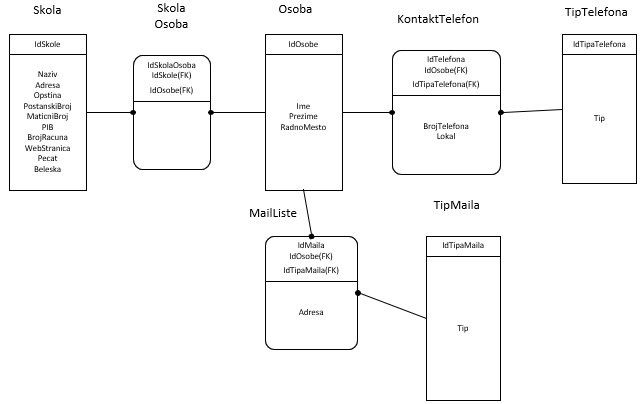 Skola
IdSkole
Naziv
Adresa
Opstina
PostanskiBroj
MaticniBroj
PIB
BrojRacuna
WebStranica
Pecat
Beleska
Skola
Osoba
IdSkolaOsoba
IdSkole(FK)
IdOsobe(FK)
Osoba
IdOsobe
Ime
Prezime
RadnoMesto
KontaktTelefon
IdTelefona
IdOsobe(FK)
IdTipaTelefona(FK)
BrojTelefona
Lokal
TipTelefona
IdTipaTelefona
Tip
MailListe
IdMaila
IdOsobe(FK)
IdTipaMaila(FK)
Adresa
TipMaila
IdTipaMaila
Tip